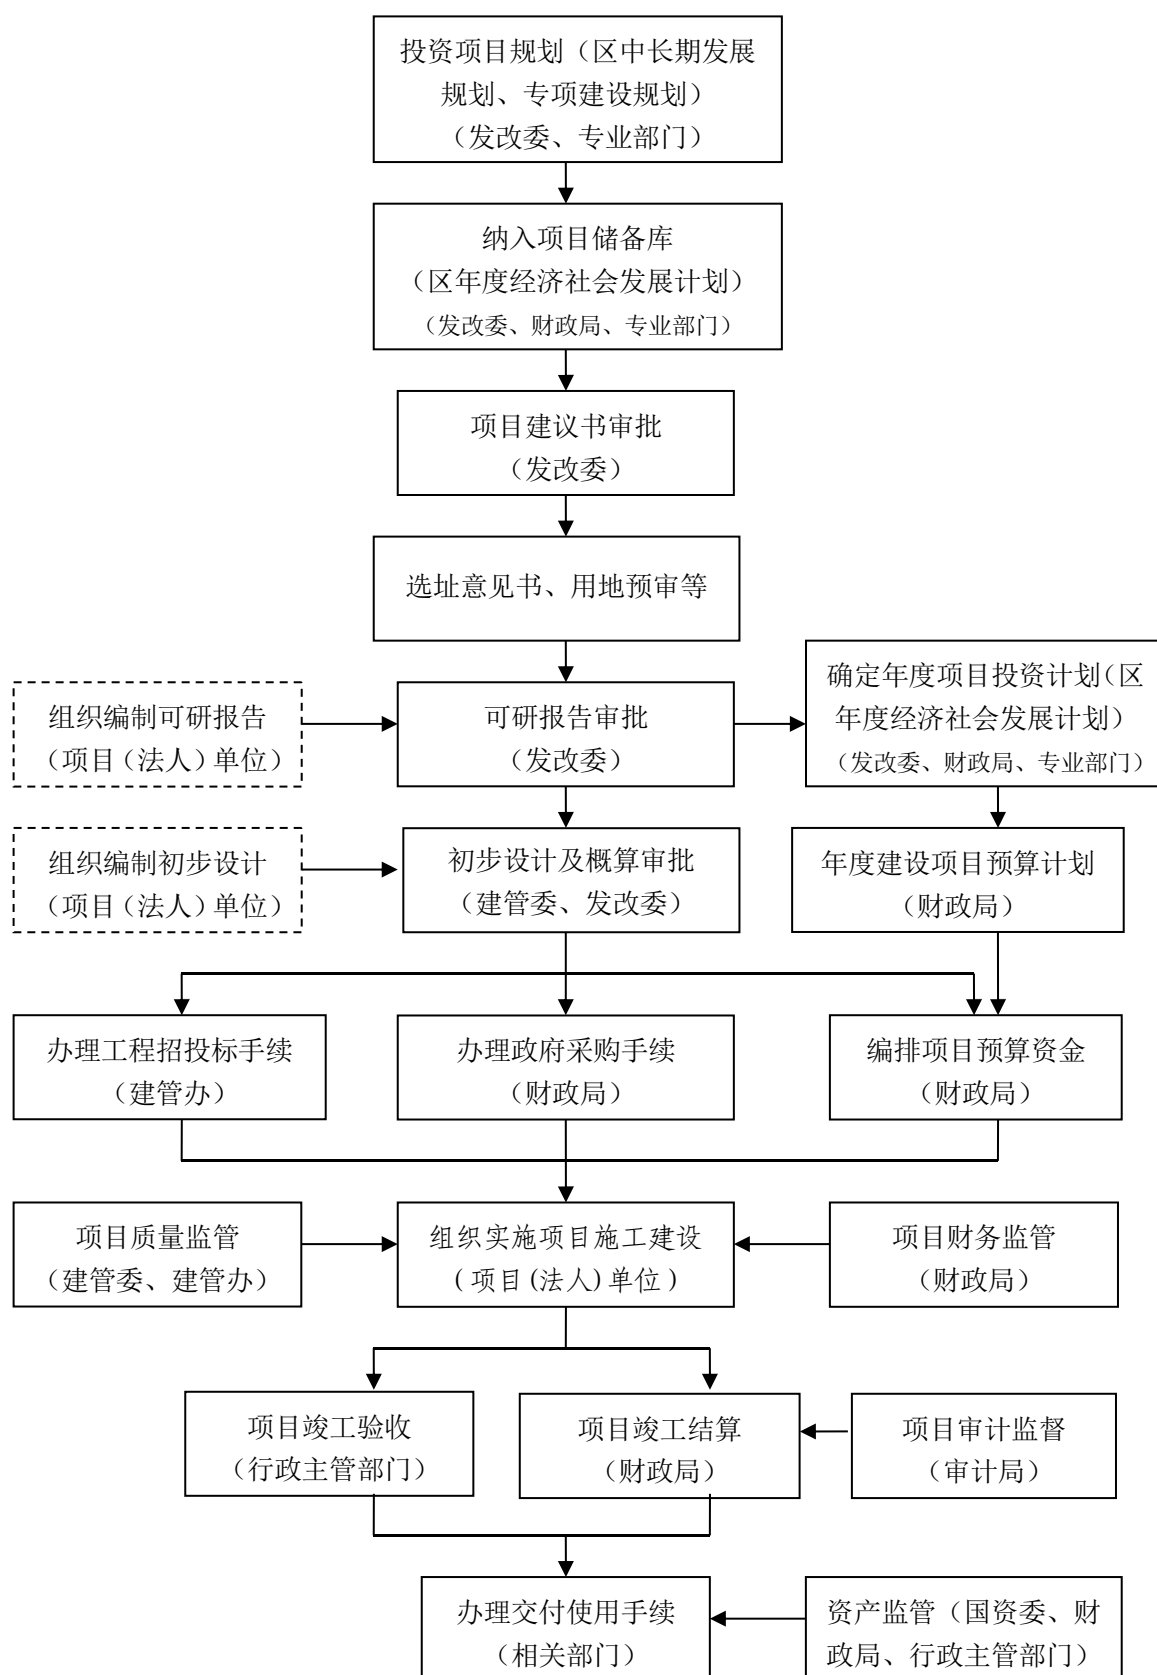 投资项目规划（区中长期发展
规划、专项建设规划）
（发改委、专业部门）
纳入项目储备库
（区年度经济社会发展计划）
（发改委、财政局、专业部门）
项目建议书审批
（发改委）
选址意见书、用地预审等
组织编制可研报告
（项目（法人）单位）
可研报告审批
（发改委）
确定年度项目投资计划（区
年度经济社会发展计划）
（发改委、财政局、专业部门）
组织编制初步设计
（项目（法人）单位）
初步设计及概算审批
（建管委、发改委）
年度建设项目预算计划
（财政局）
办理工程招投标手续
（建管办）
办理政府采购手续
（财政局）
编排项目预算资金
（财政局）
项目质量监管
（建管委、建管办）
组织实施项目施工建设
（项目(法人)单位）
项目财务监管
（财政局）
项目竣工验收
（行政主管部门）
项目竣工结算
（财政局）
项目审计监督
（审计局）
办理交付使用手续
（相关部门）
资产监管（国资委、财
政局、行政主管部门）